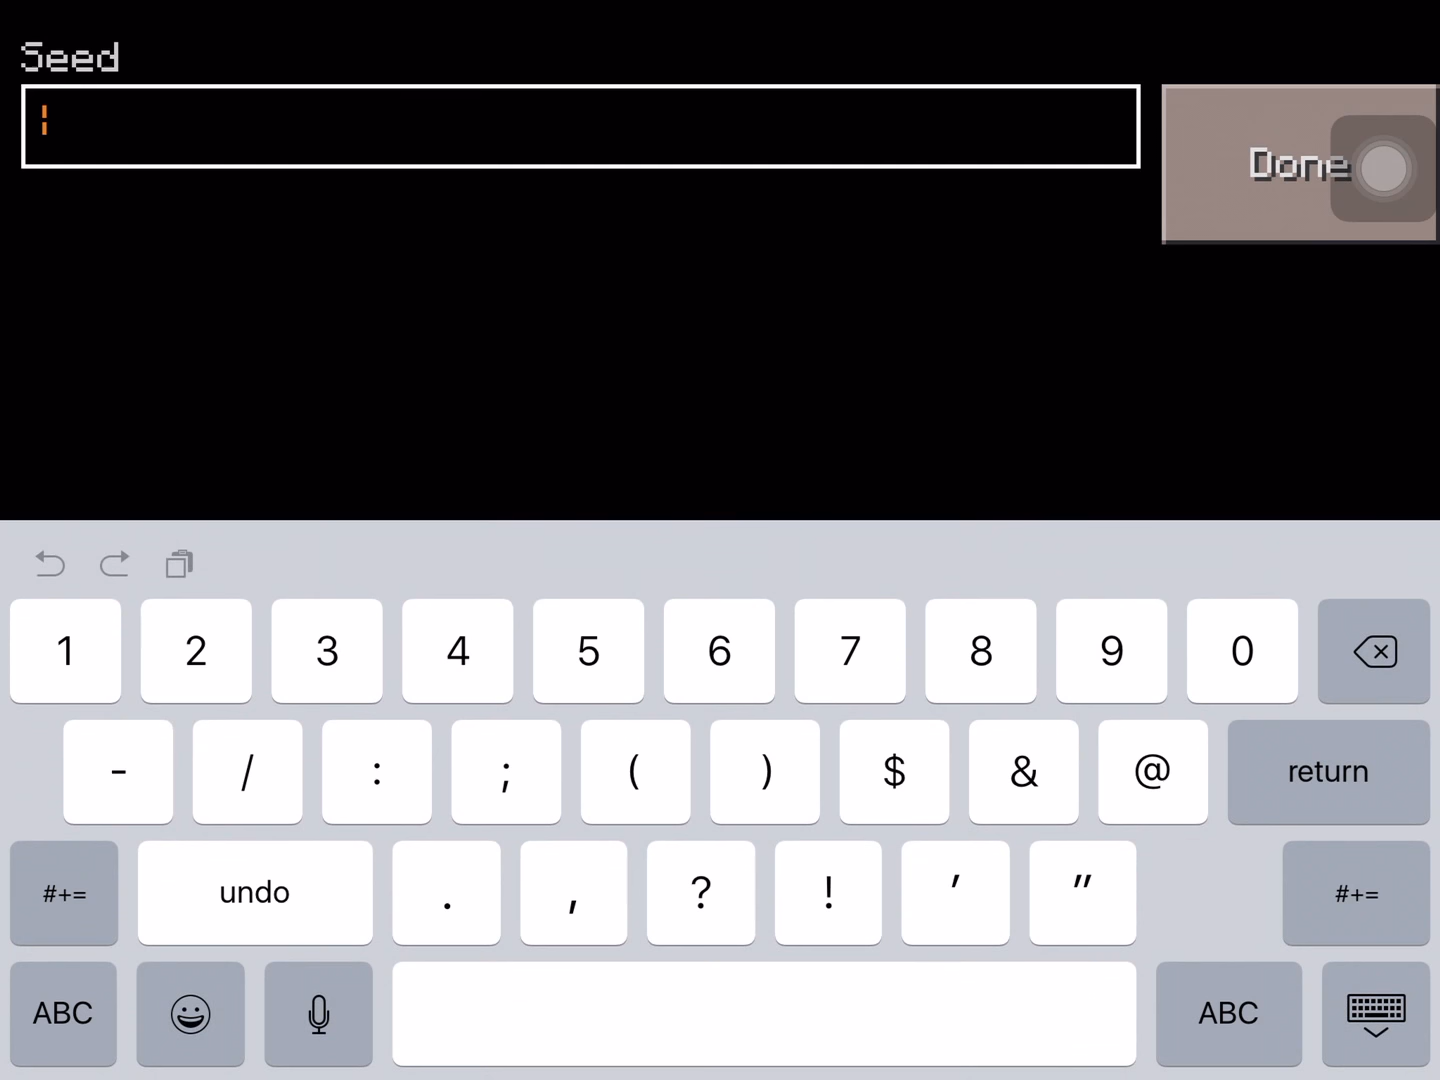 Seed
Done
1 2 3 4 5 6 7 8 9 0
- / : ; ( ) $ & @ return
#+= undo . , ? ! ' " #+=
ABC ABC